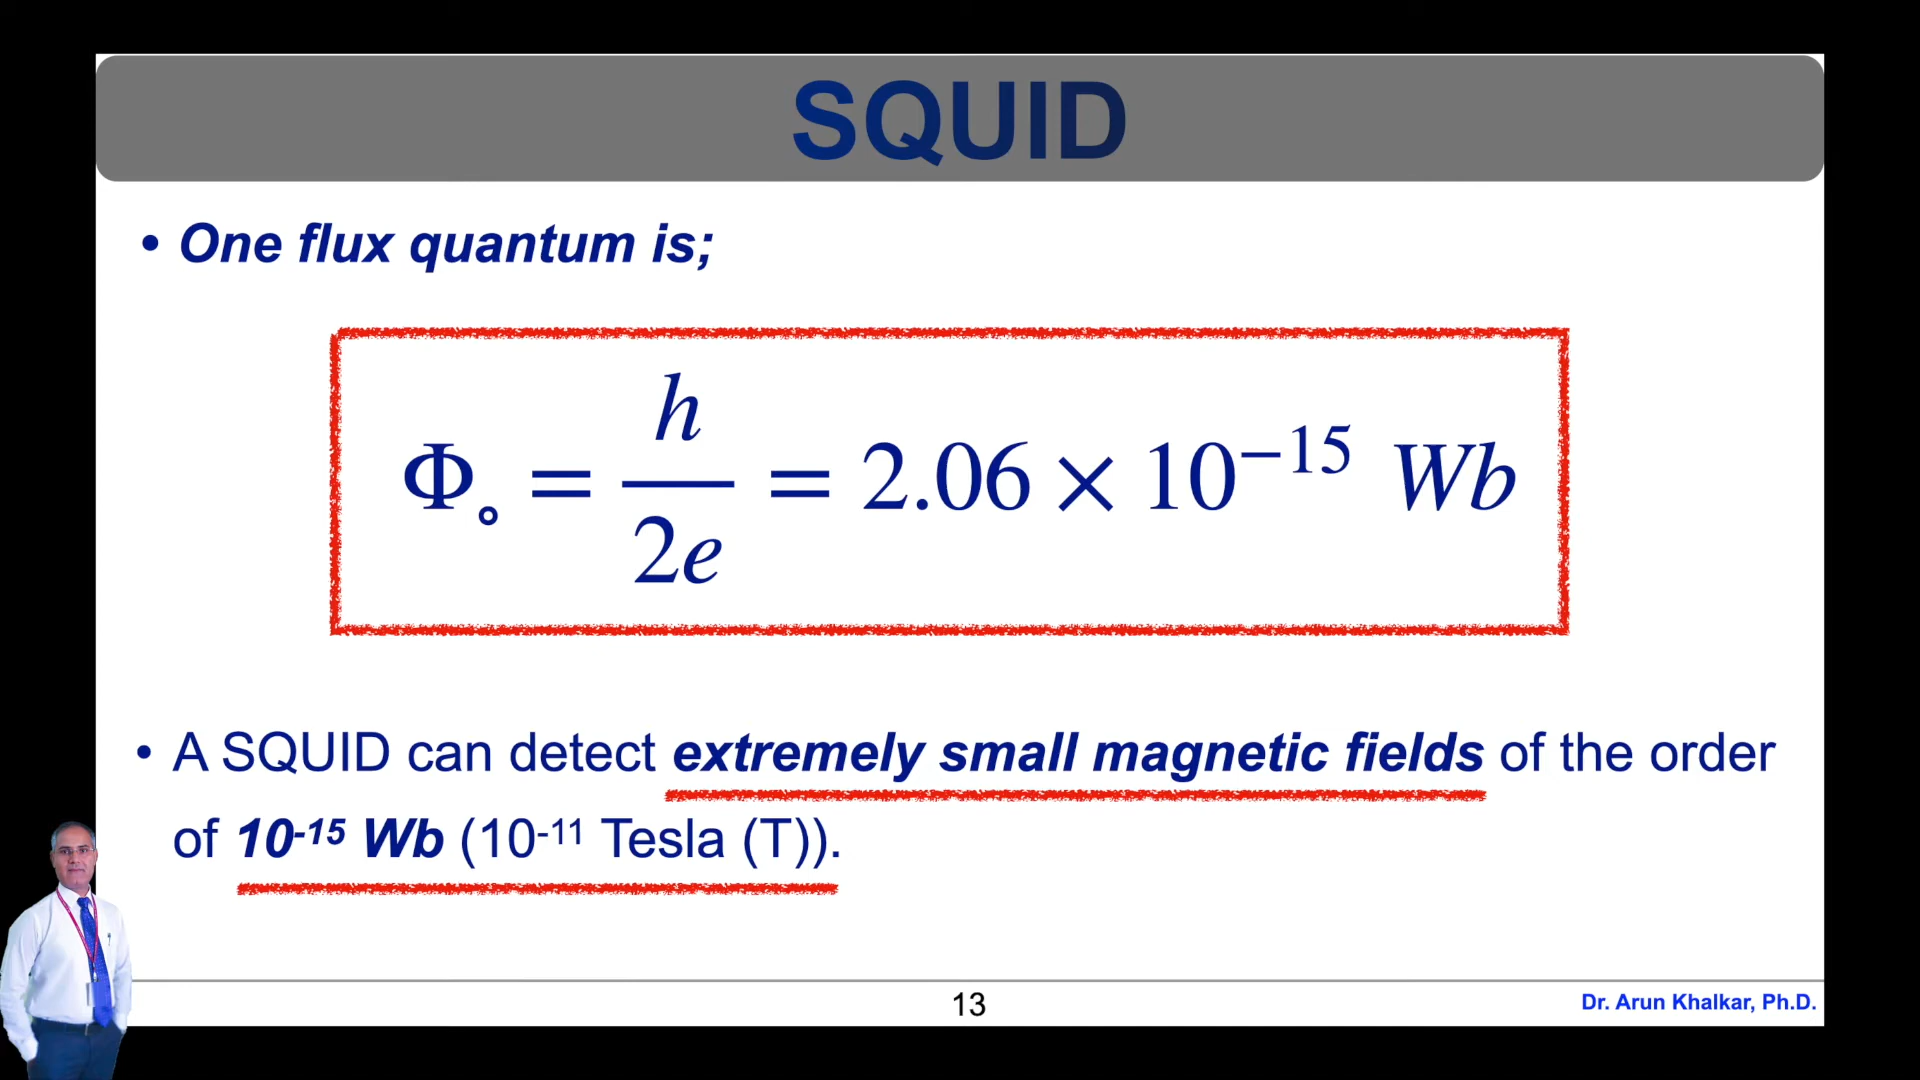 SQUID
• One flux quantum is;
Φ∘ = h/2e = 2.06 × 10⁻¹⁵ Wb
• A SQUID can detect extremely small magnetic fields of the order
of 10⁻¹⁵ Wb (10⁻¹¹ Tesla (T)).
13
Dr. Arun Khalkar, Ph.D.